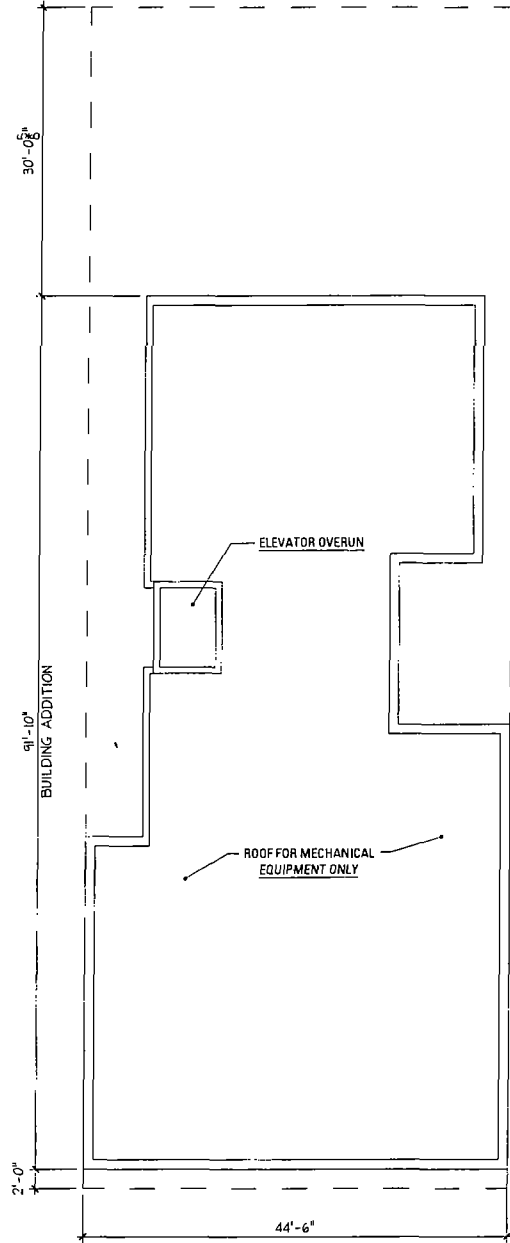 30'-0⅝"
ELEVATOR OVERUN
91'-10"
BUILDING ADDITION
ROOF FOR MECHANICAL
EQUIPMENT ONLY
2'-0"
44'-6"